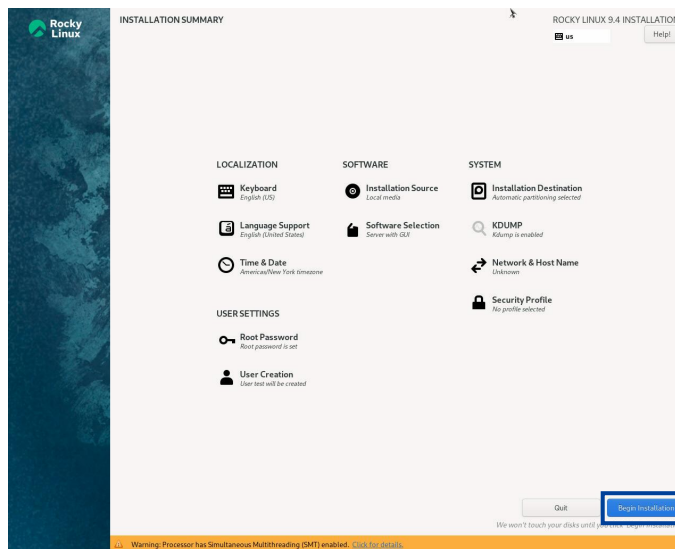 Rocky
Linux
INSTALLATION SUMMARY
ROCKY LINUX 9.4 INSTALLATION
us
Help!
LOCALIZATION
Keyboard
English (US)
Language Support
English (United States)
Time & Date
Americas/New York timezone
SOFTWARE
Installation Source
Local media
Software Selection
Server with GUI
SYSTEM
Installation Destination
Automatic partitioning selected
KDUMP
Kdump is enabled
Network & Host Name
Unknown
Security Profile
No profile selected
USER SETTINGS
Root Password
Root password is set
User Creation
User test will be created
Quit
Begin Installation
We won't touch your disks until you click 'Begin Installation'
Warning: Processor has Simultaneous Multithreading (SMT) enabled. Click for details.